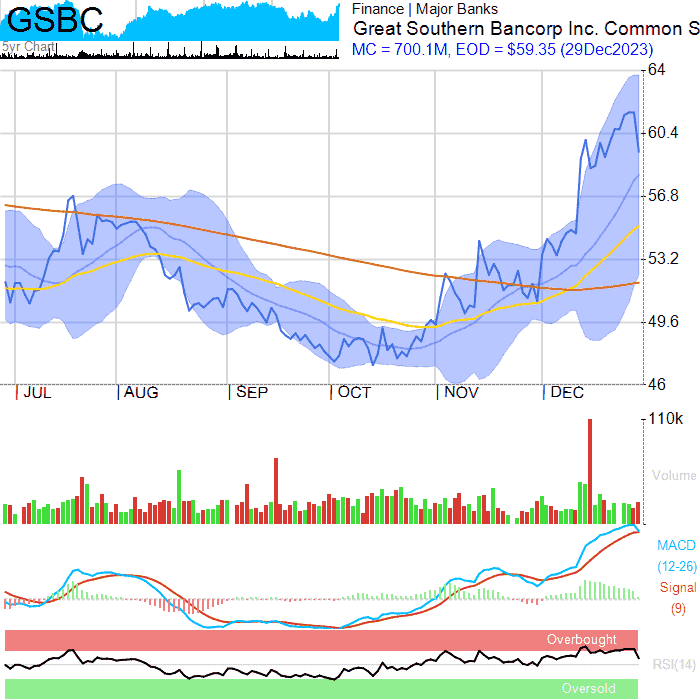 GSBC
5yr Chart
Finance | Major Banks
Great Southern Bancorp Inc. Common S
MC = 700.1M, EOD = $59.35 (29Dec2023)
64
60.4
56.8
53.2
49.6
46
JUL AUG SEP OCT NOV DEC
110k
Volume
MACD
(12-26)
Signal
(9)
Overbought
RSI(14)
Oversold